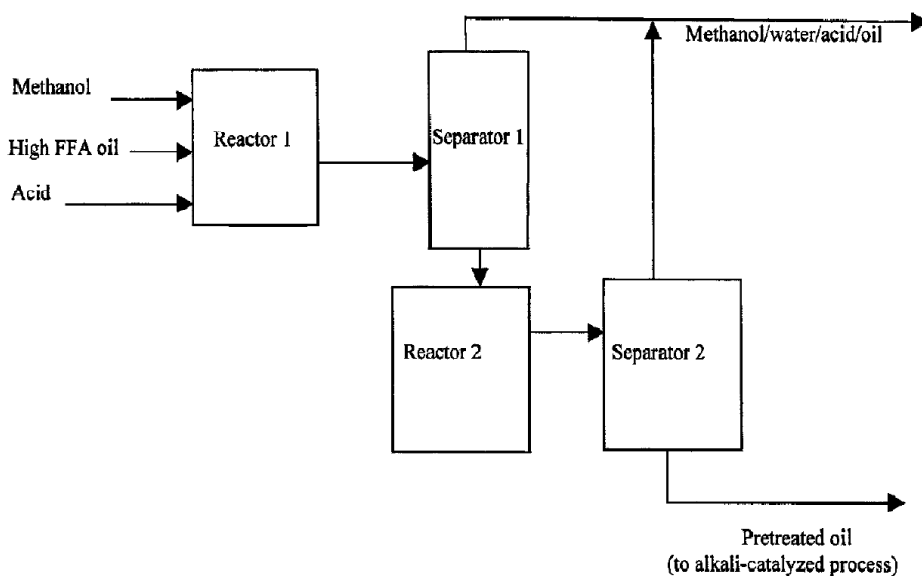 Methanol/water/acid/oil
Methanol
High FFA oil
Acid
Reactor 1
Separator 1
Reactor 2
Separator 2
Pretreated oil
(to alkali-catalyzed process)